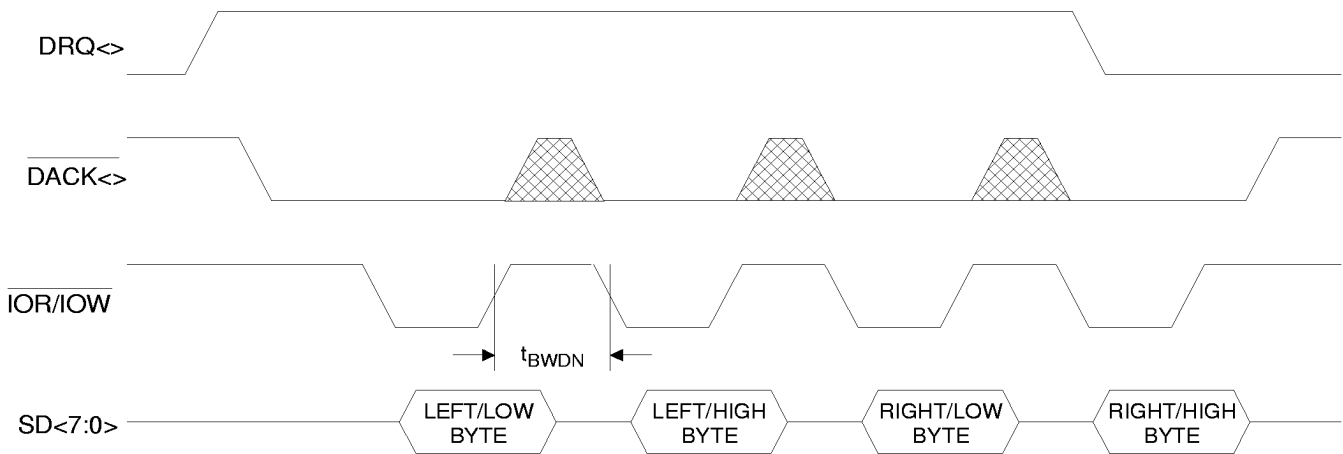 DRQ<>
DACK<>
IOR/IOW
tBWDN
SD<7:0>
LEFT/LOW
BYTE
LEFT/HIGH
BYTE
RIGHT/LOW
BYTE
RIGHT/HIGH
BYTE